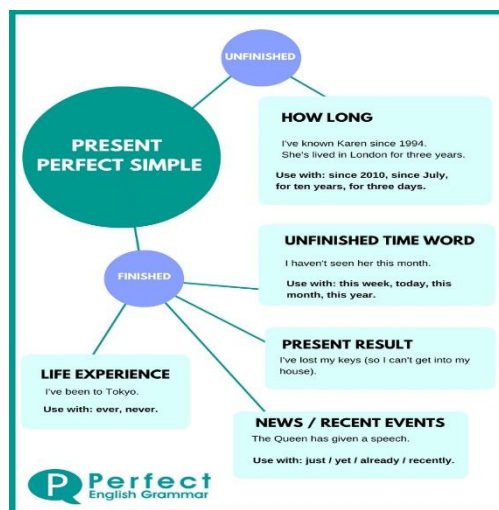 UNFINISHED
PRESENT
PERFECT SIMPLE
HOW LONG
I've known Karen since 1994.
She's lived in London for three years.
Use with: since 2010, since July,
for ten years, for three days.
UNFINISHED TIME WORD
I haven't seen her this month.
Use with: this week, today, this
month, this year.
FINISHED
PRESENT RESULT
I've lost my keys (so I can't get into my
house).
LIFE EXPERIENCE
I've been to Tokyo.
Use with: ever, never.
NEWS / RECENT EVENTS
The Queen has given a speech.
Use with: just / yet / already / recently.
Perfect
English Grammar